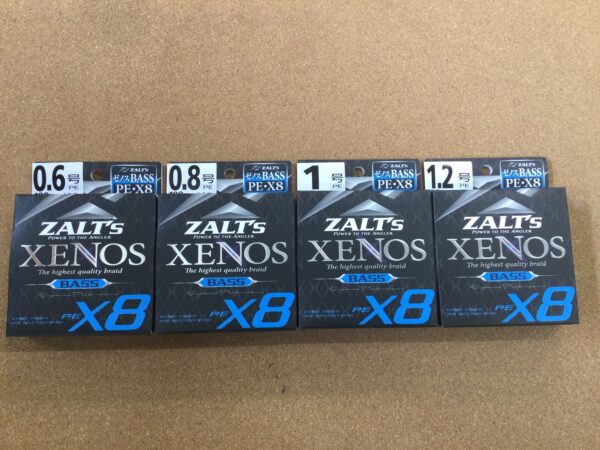 0.6号
PE
ZALT'S
ゼノスBASS
PE・X8
ZALT'S
POWER TO THE ANGLER
XENOS
The highest quality braid
BASS
PE X8
0.8号
PE
ZALT'S
ゼノスBASS
PE・X8
ZALT'S
POWER TO THE ANGLER
XENOS
The highest quality braid
BASS
PE X8
1号
PE
ZALT'S
ゼノスBASS
PE・X8
ZALT'S
POWER TO THE ANGLER
XENOS
The highest quality braid
BASS
PE X8
1.2号
PE
ZALT'S
ゼノスBASS
PE・X8
ZALT'S
POWER TO THE ANGLER
XENOS
The highest quality braid
BASS
PE X8